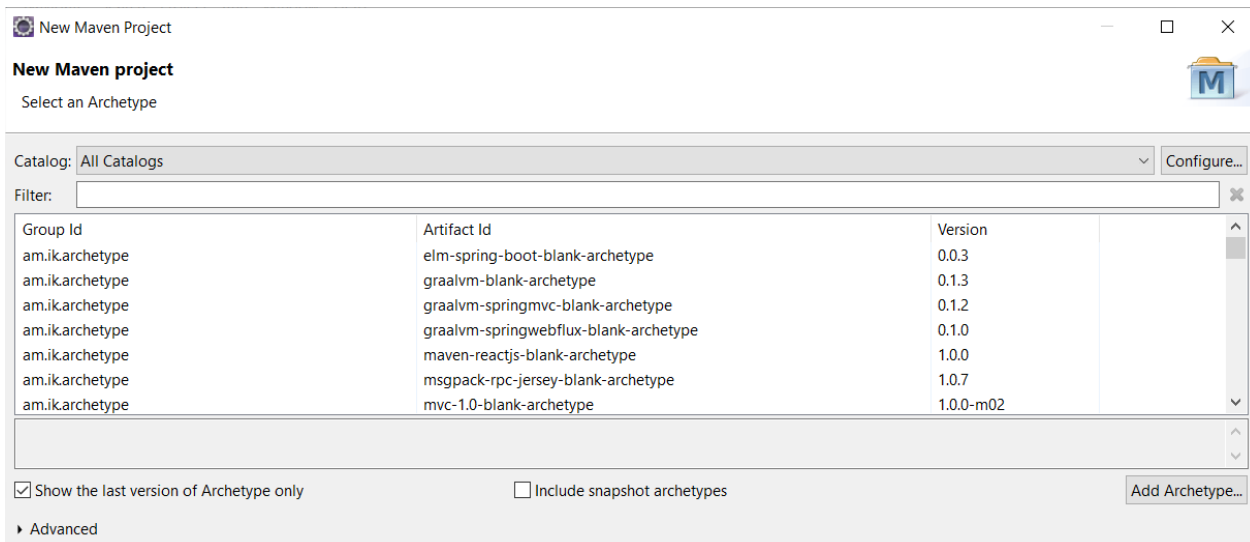 New Maven Project
New Maven project
Select an Archetype
M
Catalog: All Catalogs Configure...
Filter:
Group Id Artifact Id Version
am.ik.archetype elm-spring-boot-blank-archetype 0.0.3
am.ik.archetype graalvm-blank-archetype 0.1.3
am.ik.archetype graalvm-springmvc-blank-archetype 0.1.2
am.ik.archetype graalvm-springwebflux-blank-archetype 0.1.0
am.ik.archetype maven-reactjs-blank-archetype 1.0.0
am.ik.archetype msgpack-rpc-jersey-blank-archetype 1.0.7
am.ik.archetype mvc-1.0-blank-archetype 1.0.0-m02
Show the last version of Archetype only Include snapshot archetypes Add Archetype...
Advanced